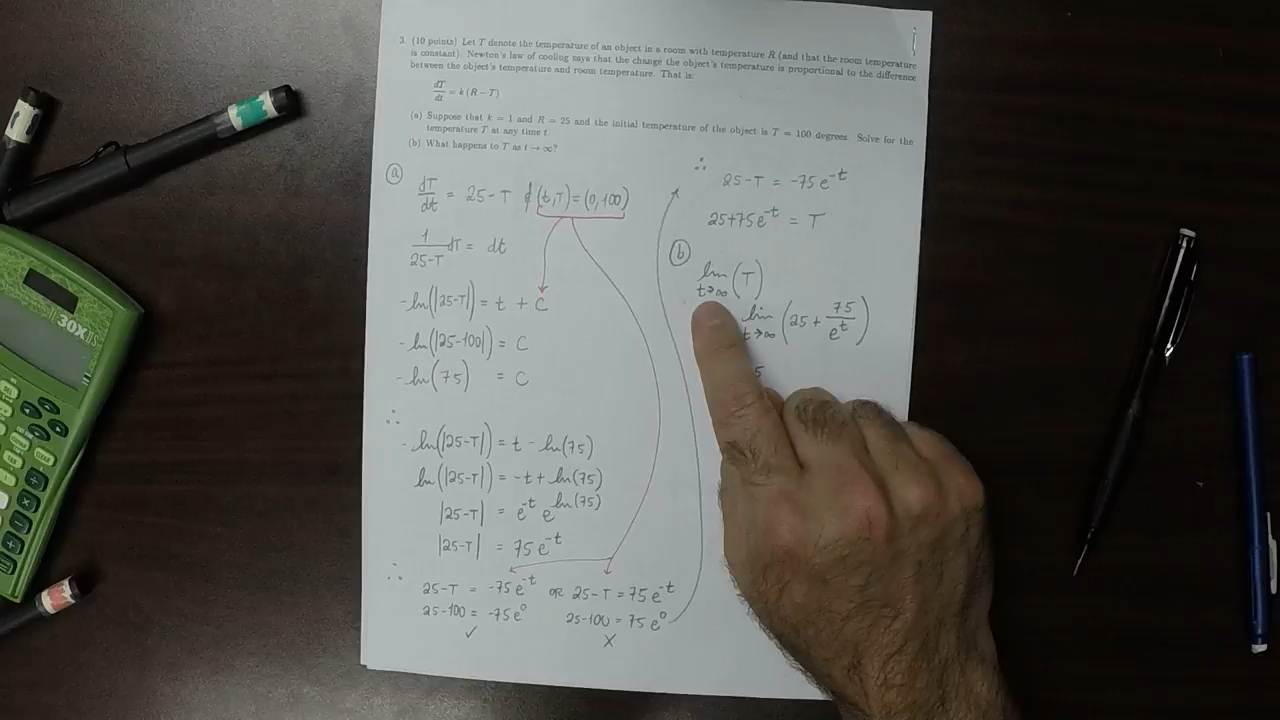 3. (10 points) Let T denote the temperature of an object in a room with temperature R (and that the room temperature
is constant). Newton's law of cooling says that the change the object's temperature is proportional to the difference
between the object's temperature and room temperature. That is:
dT/dt = k (R − T)
(a) Suppose that k = 1 and R = 25 and the initial temperature of the object is T = 100 degrees. Solve for the
temperature T at any time t.
(b) What happens to T as t → ∞?
ⓐ
dT/dt = 25-T & (t,T)=(0,100)
1/(25-T) dT = dt
-ln(|25-T|) = t + C
-ln(|25-100|) = C
-ln(75) = C
∴
-ln(|25-T|) = t - ln(75)
ln(|25-T|) = -t + ln(75)
|25-T| = e^-t e^ln(75)
|25-T| = 75e^-t
∴
25-T = -75e^-t OR 25-T = 75e^-t
25-100 = -75e^0 25-100 = 75e^0
✓ X
∴
25-T = -75e^-t
25+75e^-t = T
ⓑ
lim t→∞ (T)
lim t→∞ (25 + 75/e^t)
30X IIS